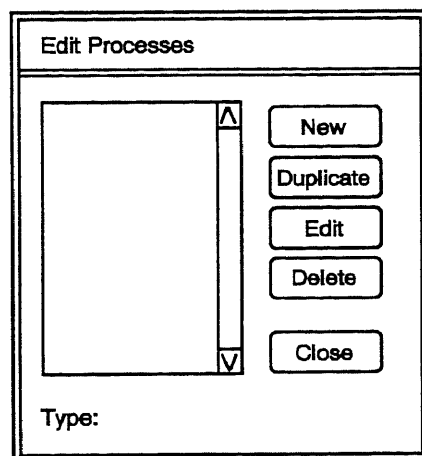 Edit Processes
New
Duplicate
Edit
Delete
Close
Type: